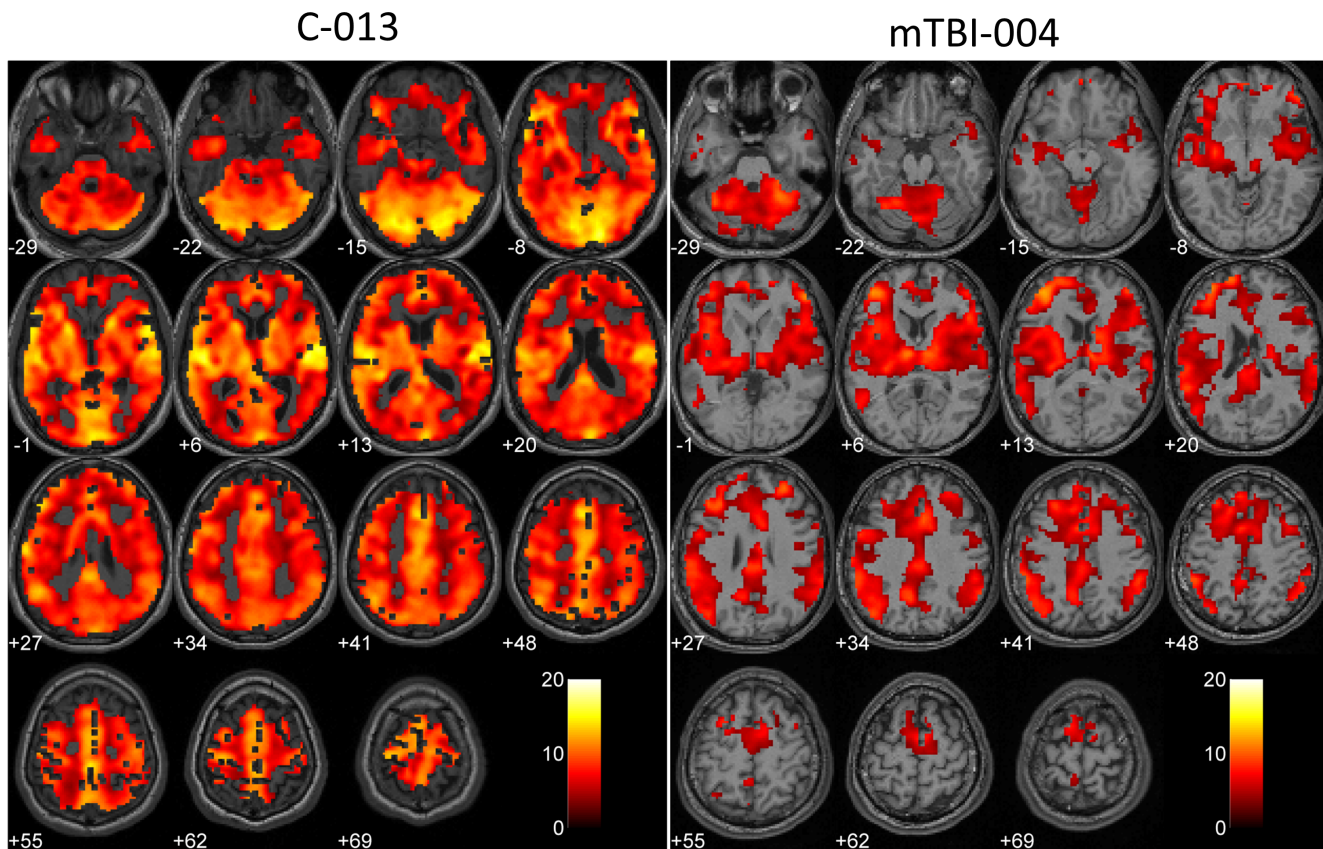 C-013 mTBI-004
-29 -22 -15 -8 -29 -22 -15 -8
-1 +6 +13 +20 -1 +6 +13 +20
+27 +34 +41 +48 +27 +34 +41 +48
20 20
10 10
0 0
+55 +62 +69 +55 +62 +69